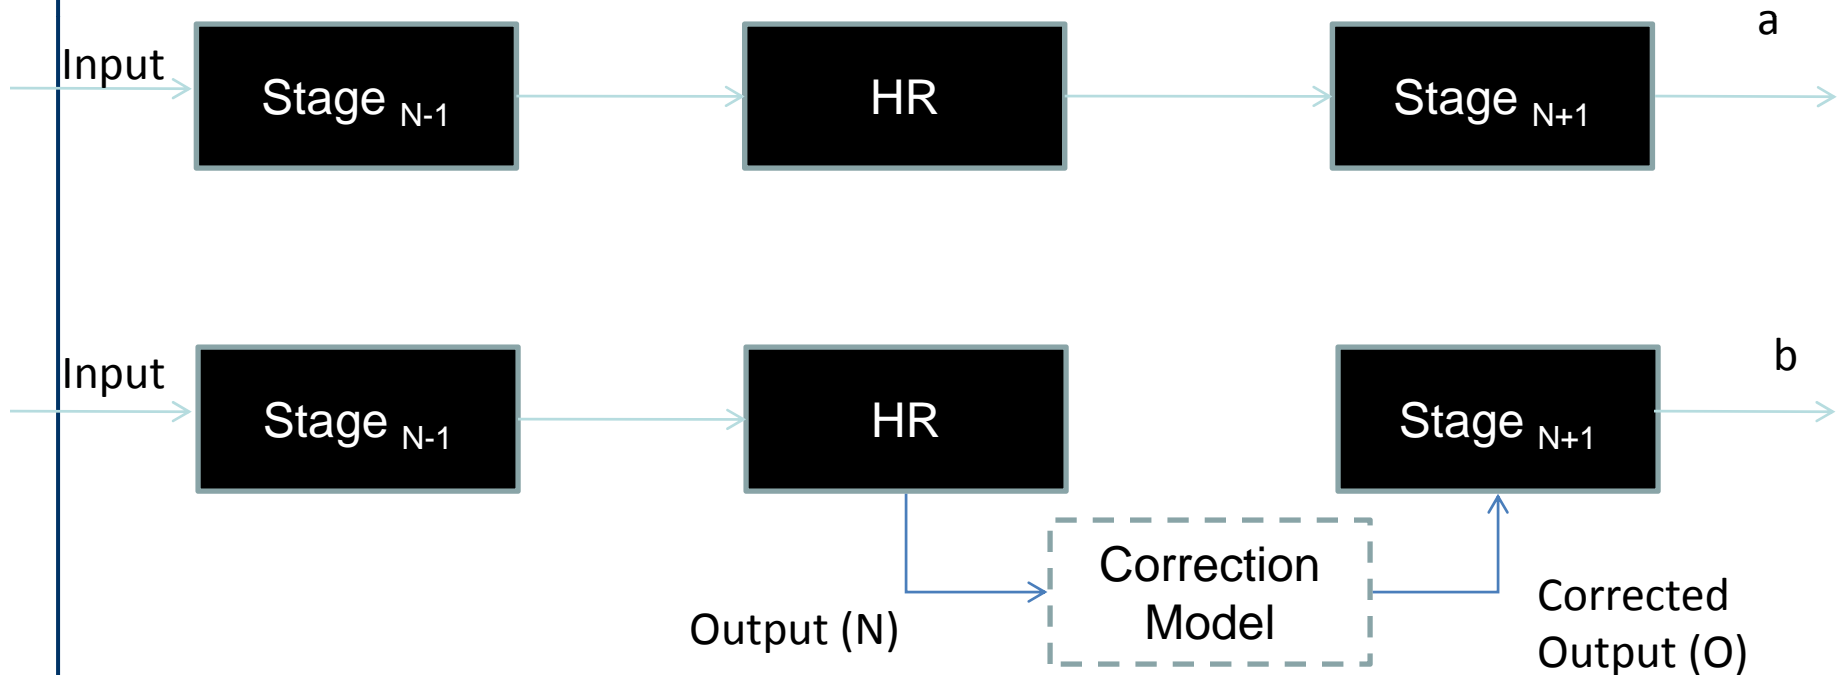 a
Input
Stage N-1
HR
Stage N+1
b
Input
Stage N-1
HR
Stage N+1
Correction
Model
Output (N)
Corrected
Output (O)